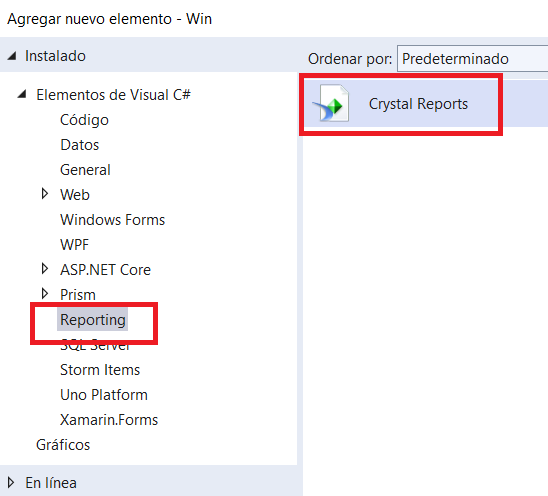 Agregar nuevo elemento - Win
Instalado
Ordenar por: Predeterminado
Elementos de Visual C#
Crystal Reports
Código
Datos
General
Web
Windows Forms
WPF
ASP.NET Core
Prism
Reporting
SQL Server
Storm Items
Uno Platform
Xamarin.Forms
Gráficos
En línea